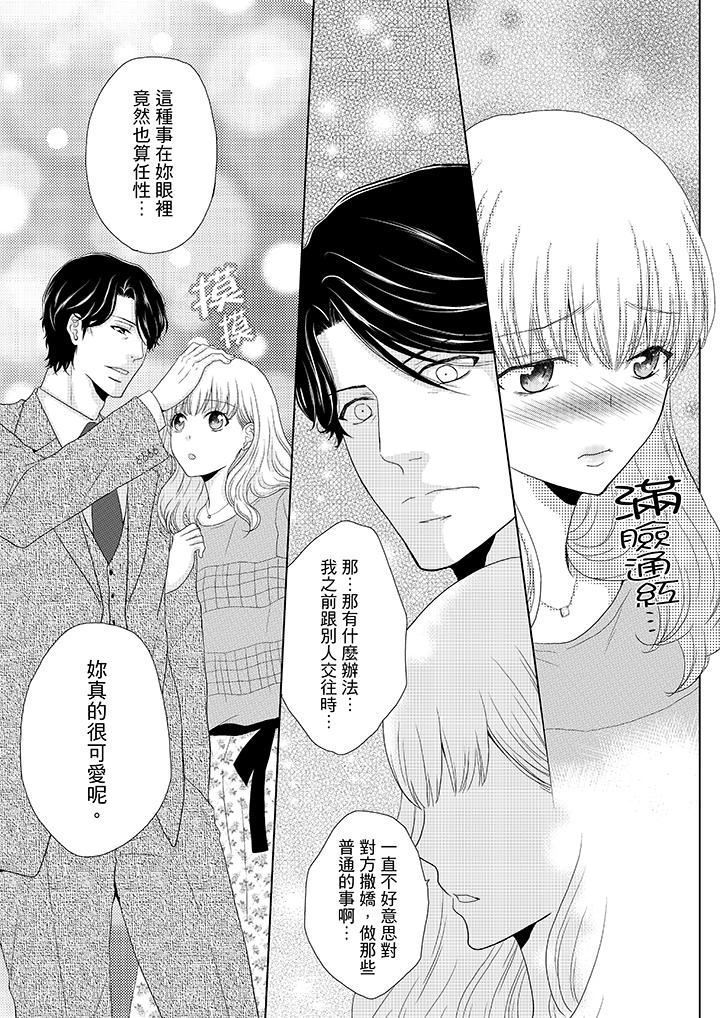 滿臉通紅…
那…那有什麼辦法…
我之前跟別人交往時…
一直不好意思對
對方撒嬌，做那些
普通的事啊…
這種事在妳眼裡
竟然也算任性…
摸
摸
妳真的很可愛呢。